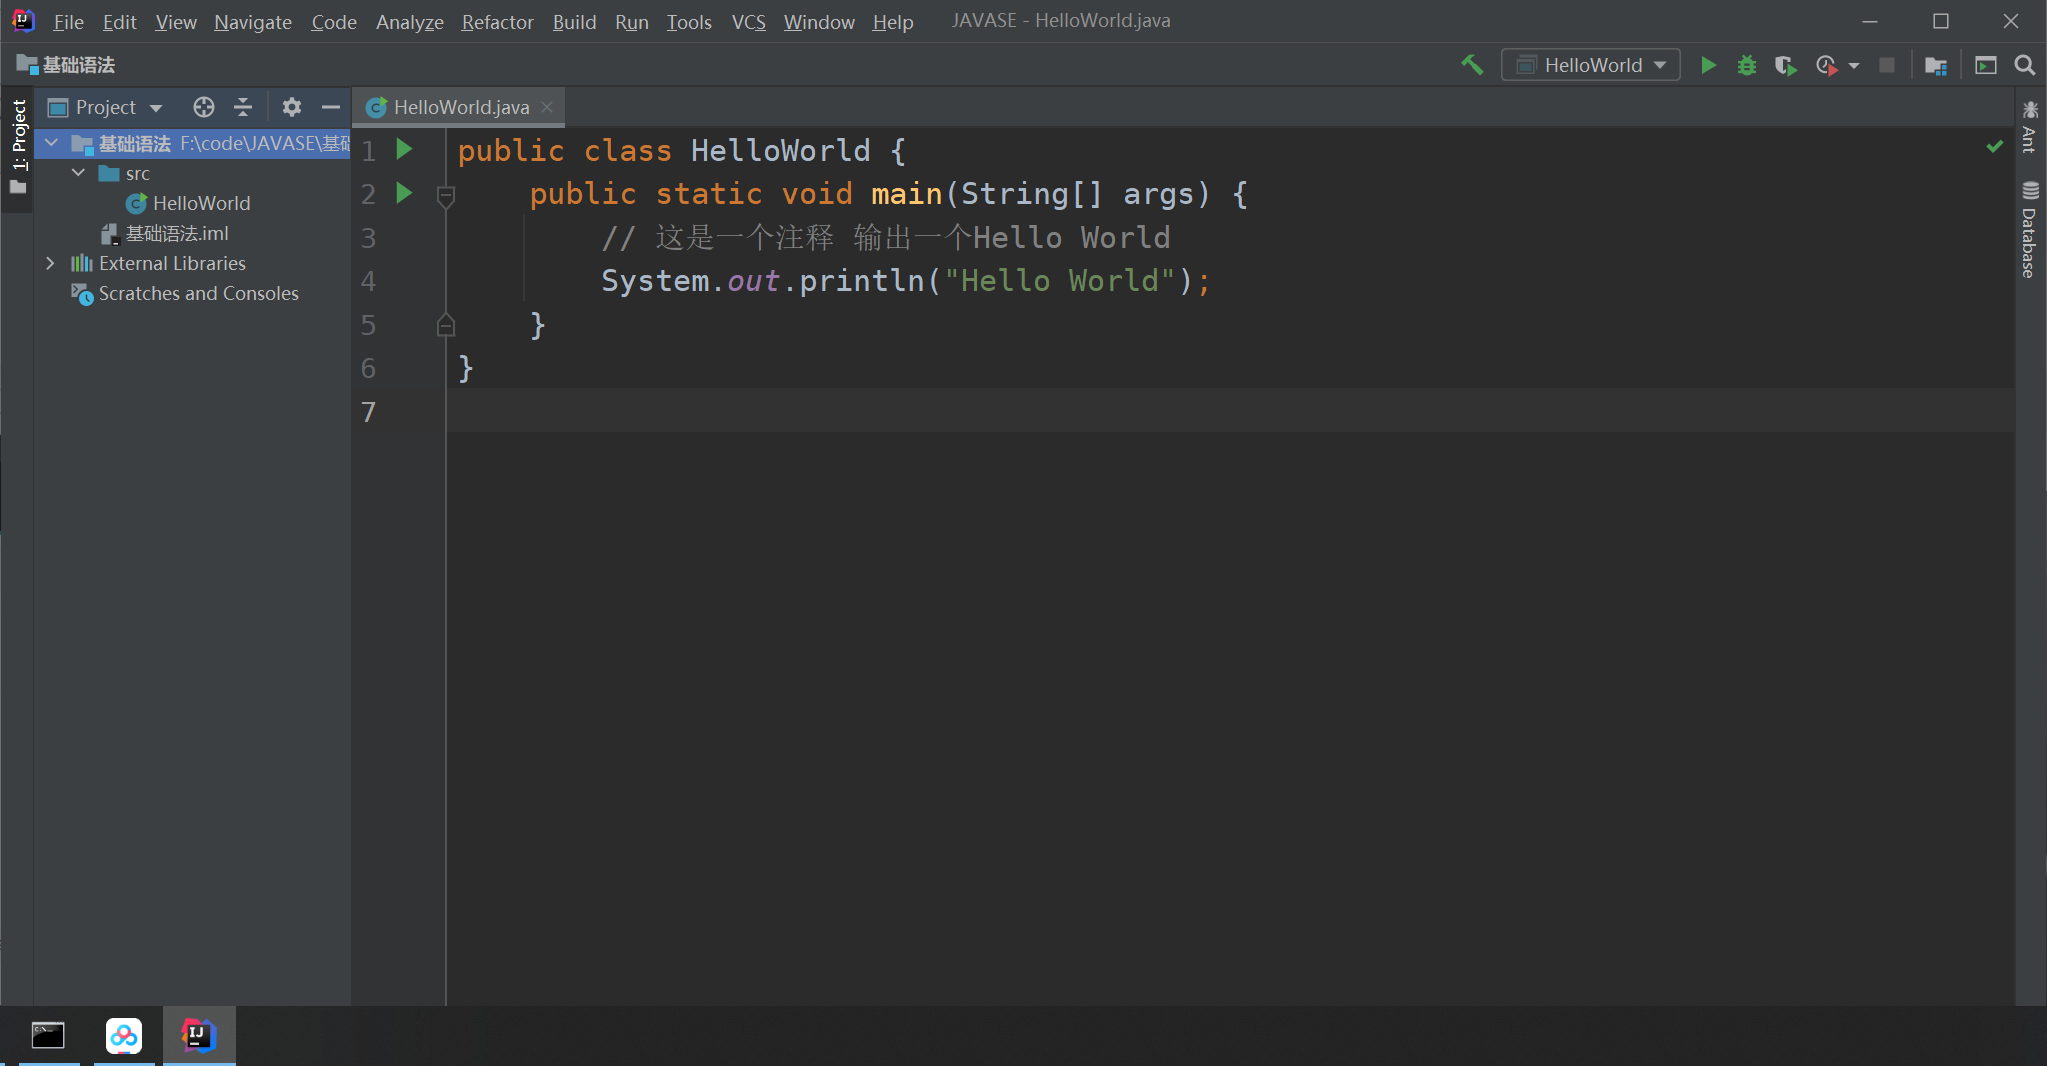 File Edit View Navigate Code Analyze Refactor Build Run Tools VCS Window Help JAVASE - HelloWorld.java
基础语法 HelloWorld
1: Project
Project
基础语法 F:\code\JAVASE\基础
src
HelloWorld
基础语法.iml
External Libraries
Scratches and Consoles
HelloWorld.java
1 public class HelloWorld {
2 public static void main(String[] args) {
3 // 这是一个注释 输出一个Hello World
4 System.out.println("Hello World");
5 }
6 }
7
Ant
Database